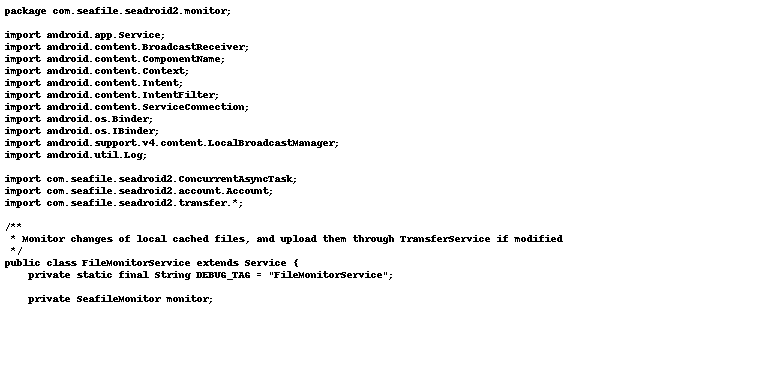 package com.seafile.seadroid2.monitor;

import android.app.Service;
import android.content.BroadcastReceiver;
import android.content.ComponentName;
import android.content.Context;
import android.content.Intent;
import android.content.IntentFilter;
import android.content.ServiceConnection;
import android.os.Binder;
import android.os.IBinder;
import android.support.v4.content.LocalBroadcastManager;
import android.util.Log;

import com.seafile.seadroid2.ConcurrentAsyncTask;
import com.seafile.seadroid2.account.Account;
import com.seafile.seadroid2.transfer.*;

/**
 * Monitor changes of local cached files, and upload them through TransferService if modified
 */
public class FileMonitorService extends Service {
    private static final String DEBUG_TAG = "FileMonitorService";

    private SeafileMonitor monitor;